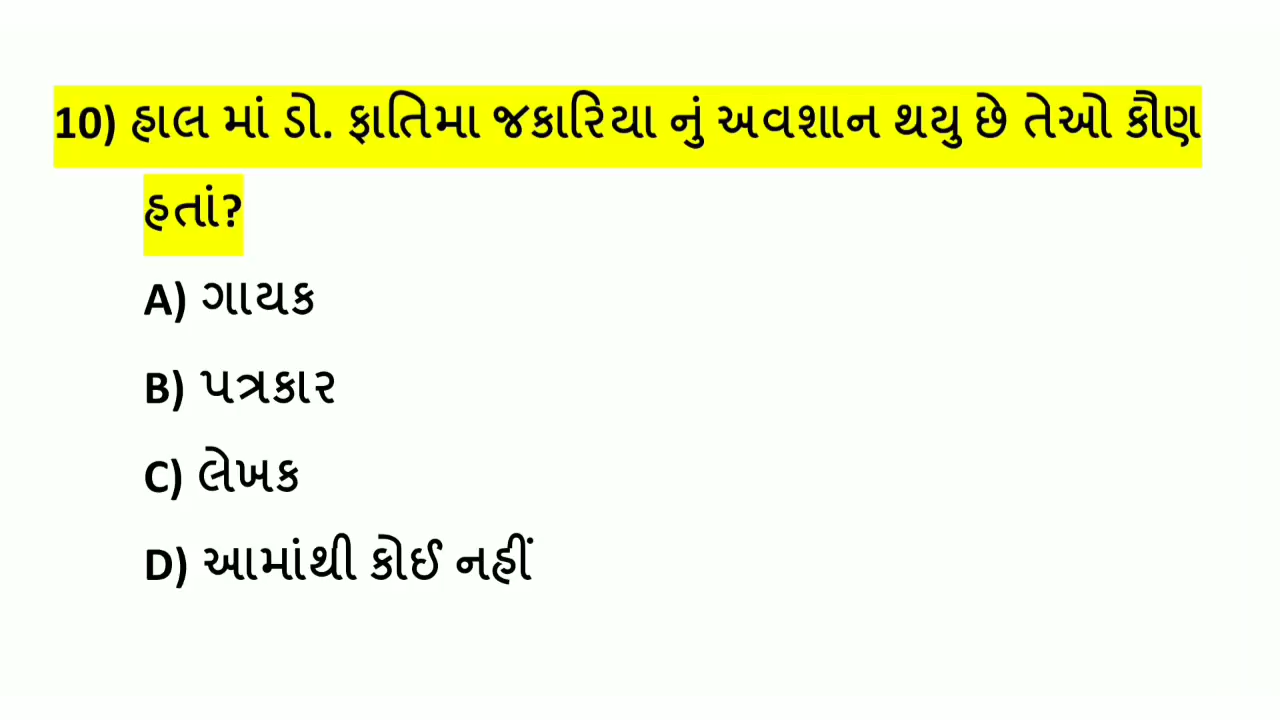 10) હાલ માં ડો. ફાતિમા જકારિયા નું અવશાન થયુ છે તેઓ કૌણ
હતાં?
A) ગાયક
B) પત્રકાર
C) લેખક
D) આમાંથી કોઈ નહીં